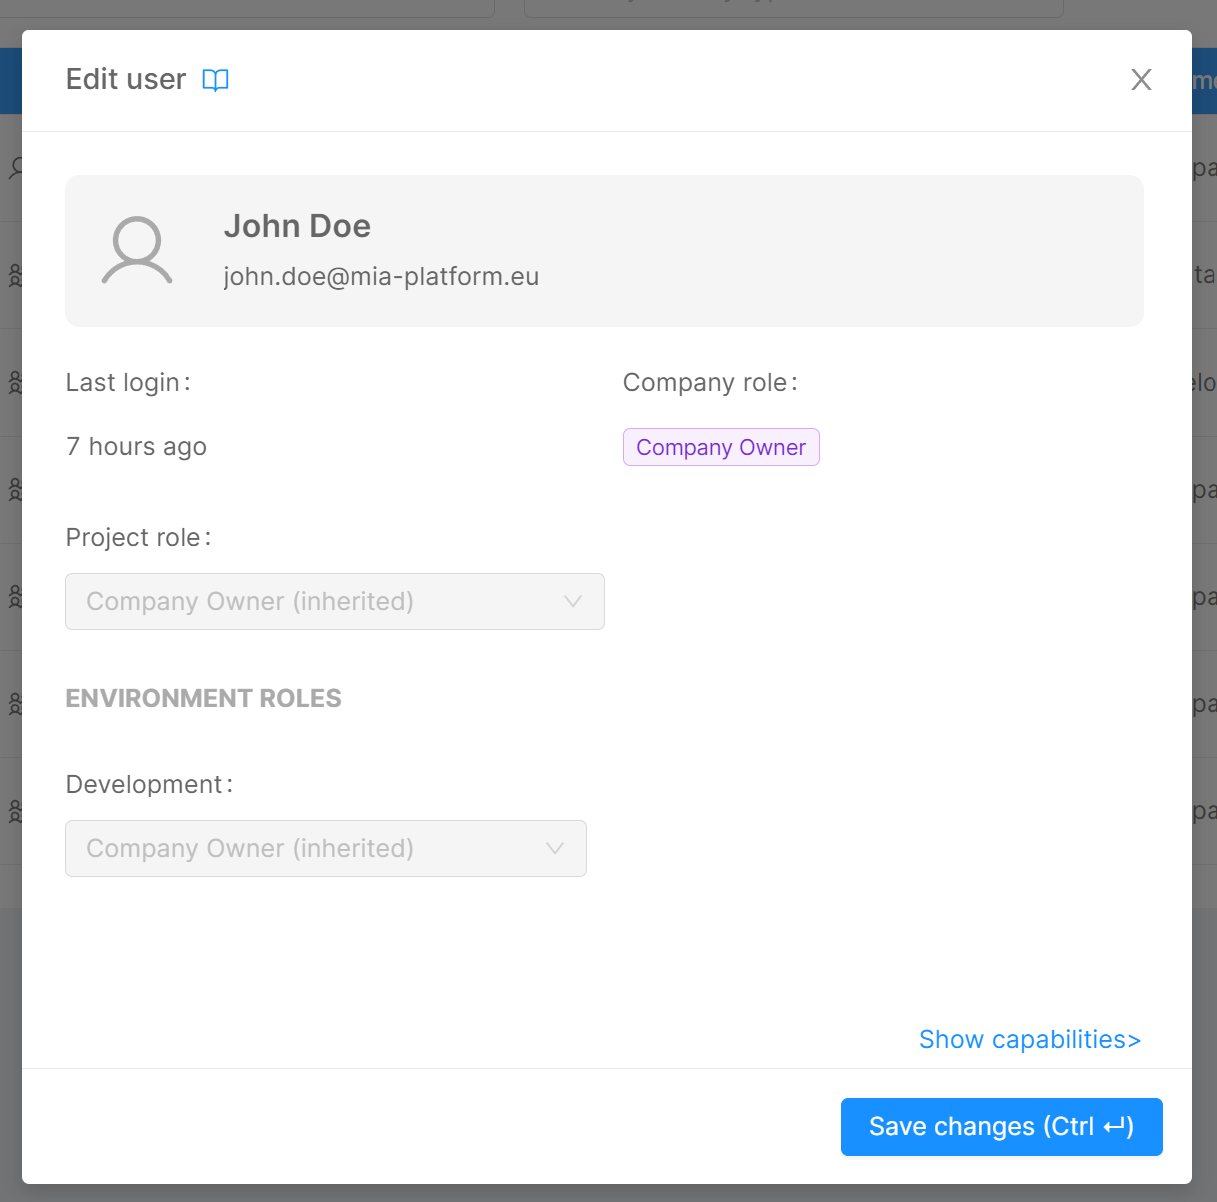 Edit user
John Doe
john.doe@mia-platform.eu
Last login:
Company role:
7 hours ago
Company Owner
Project role:
Company Owner (inherited)
ENVIRONMENT ROLES
Development:
Company Owner (inherited)
Show capabilities>
Save changes (Ctrl ↵)